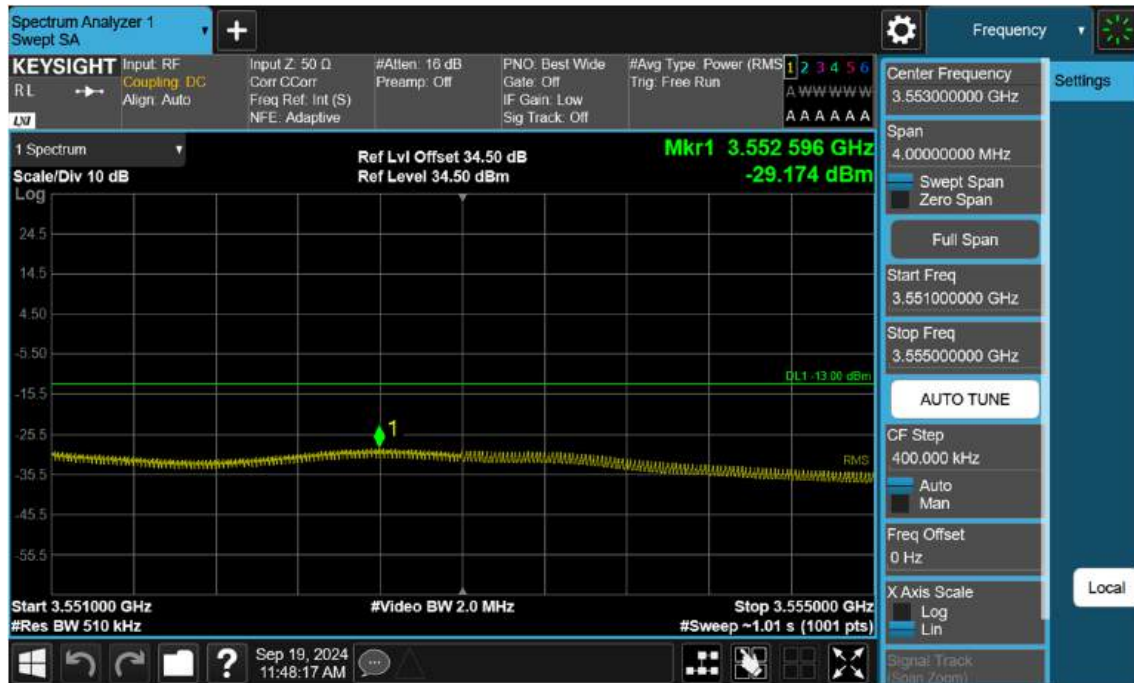 Spectrum Analyzer 1
Swept SA
Frequency
KEYSIGHT
RL
LXI
Input: RF
Coupling: DC
Align: Auto
Input Z: 50 Ω
Corr CCorr
Freq Ref: Int (S)
NFE: Adaptive
#Atten: 16 dB
Preamp: Off
PNO: Best Wide
Gate: Off
IF Gain: Low
Sig Track: Off
#Avg Type: Power (RMS
Trig: Free Run
1 2 3 4 5 6
A W W W W W
A A A A A A
1 Spectrum
Scale/Div 10 dB
Ref Lvl Offset 34.50 dB
Ref Level 34.50 dBm
Mkr1 3.552 596 GHz
-29.174 dBm
Log
24.5
14.5
4.50
-5.50
-15.5
-25.5
-35.5
-45.5
-55.5
DL1 -13.00 dBm
1
RMS
Start 3.551000 GHz
#Res BW 510 kHz
#Video BW 2.0 MHz
Stop 3.555000 GHz
#Sweep ~1.01 s (1001 pts)
Center Frequency
3.553000000 GHz
Span
4.00000000 MHz
Swept Span
Zero Span
Full Span
Start Freq
3.551000000 GHz
Stop Freq
3.555000000 GHz
AUTO TUNE
CF Step
400.000 kHz
Auto
Man
Freq Offset
0 Hz
X Axis Scale
Log
Lin
Signal Track
(Span Zoom)
Settings
Local
?
Sep 19, 2024
11:48:17 AM